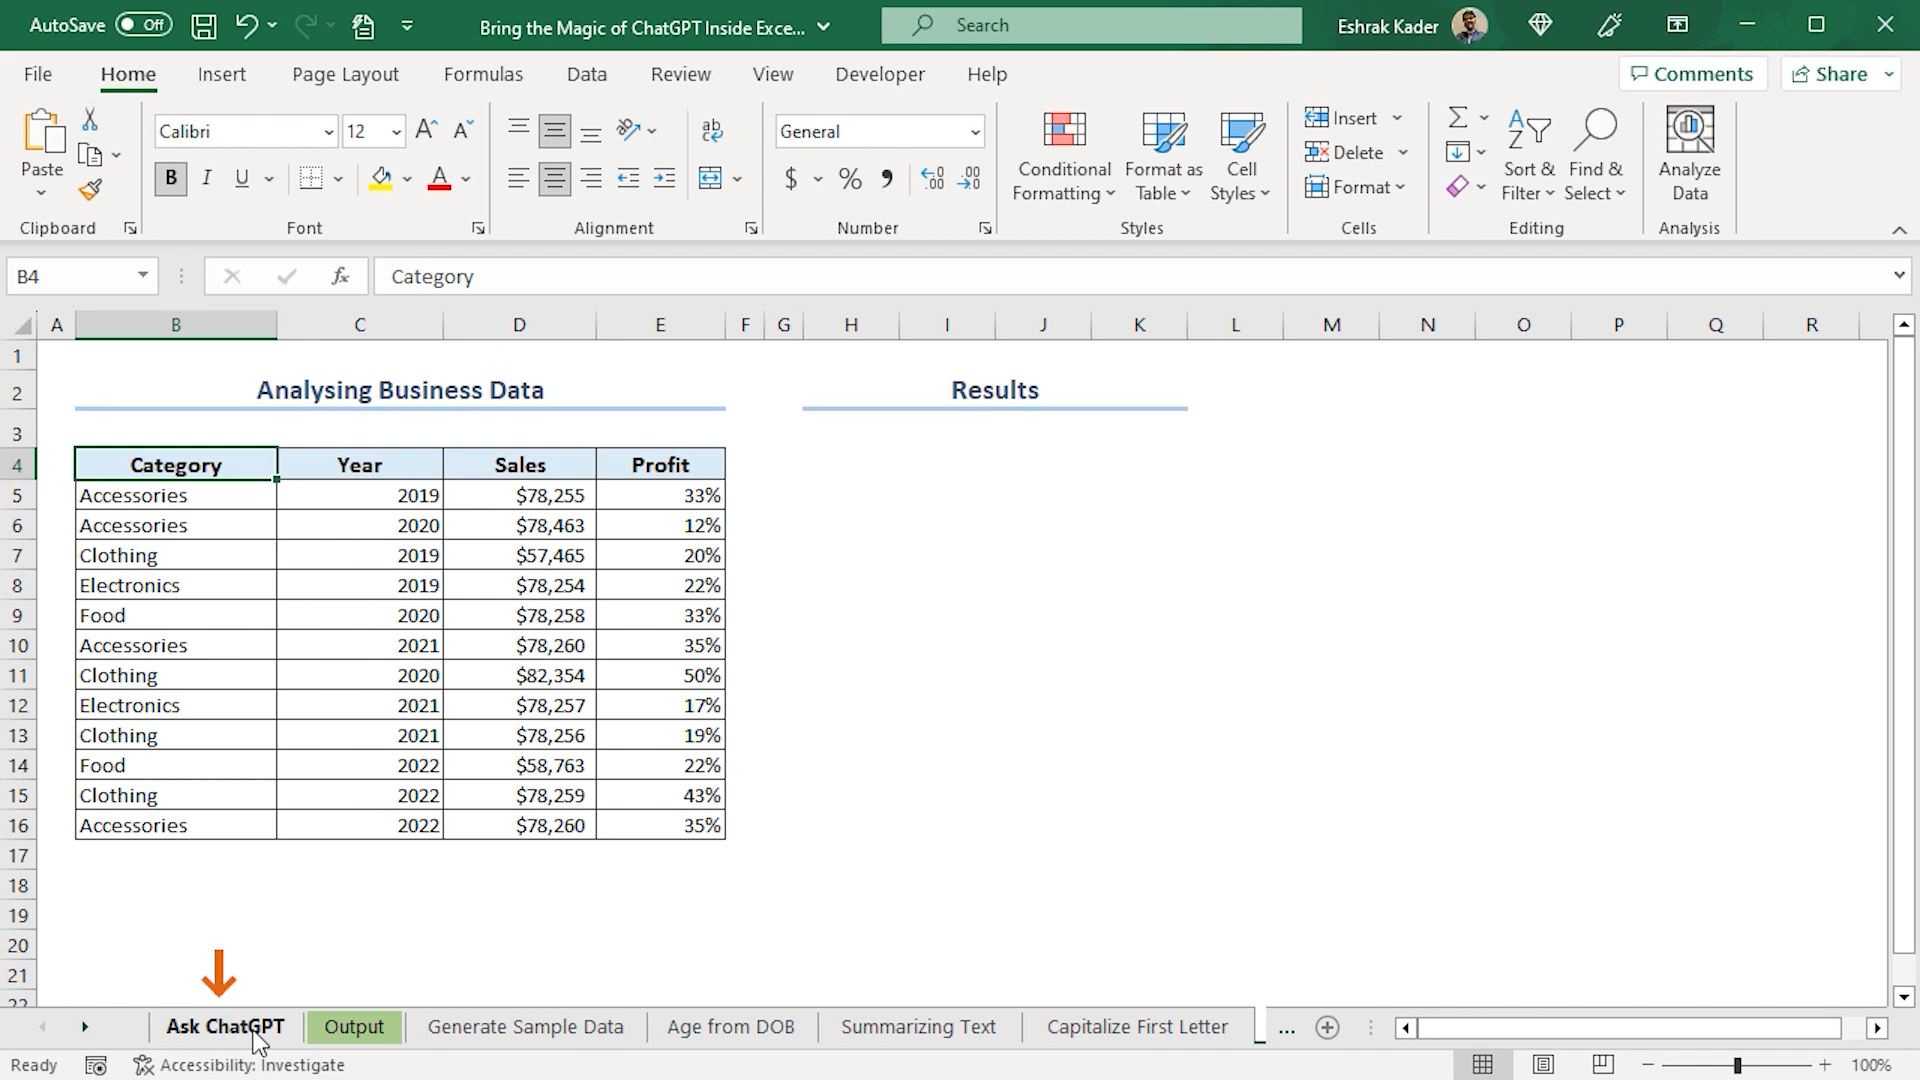 AutoSave Off Bring the Magic of ChatGPT Inside Exce... Search Eshrak Kader
File Home Insert Page Layout Formulas Data Review View Developer Help Comments Share
Paste
Calibri 12
General
Conditional Formatting
Format as Table
Cell Styles
Insert
Delete
Format
Sort & Filter
Find & Select
Analyze Data
Clipboard Font Alignment Number Styles Cells Editing Analysis
B4 fx Category
A B C D E F G H I J K L M N O P Q R
1
2 Analysing Business Data Results
3
4 Category Year Sales Profit
5 Accessories 2019 $78,255 33%
6 Accessories 2020 $78,463 12%
7 Clothing 2019 $57,465 20%
8 Electronics 2019 $78,254 22%
9 Food 2020 $78,258 33%
10 Accessories 2021 $78,260 35%
11 Clothing 2020 $82,354 50%
12 Electronics 2021 $78,257 17%
13 Clothing 2021 $78,256 19%
14 Food 2022 $58,763 22%
15 Clothing 2022 $78,259 43%
16 Accessories 2022 $78,260 35%
17
18
19
20
21
22
Ask ChatGPT Output Generate Sample Data Age from DOB Summarizing Text Capitalize First Letter ...
Ready Accessibility: Investigate 100%